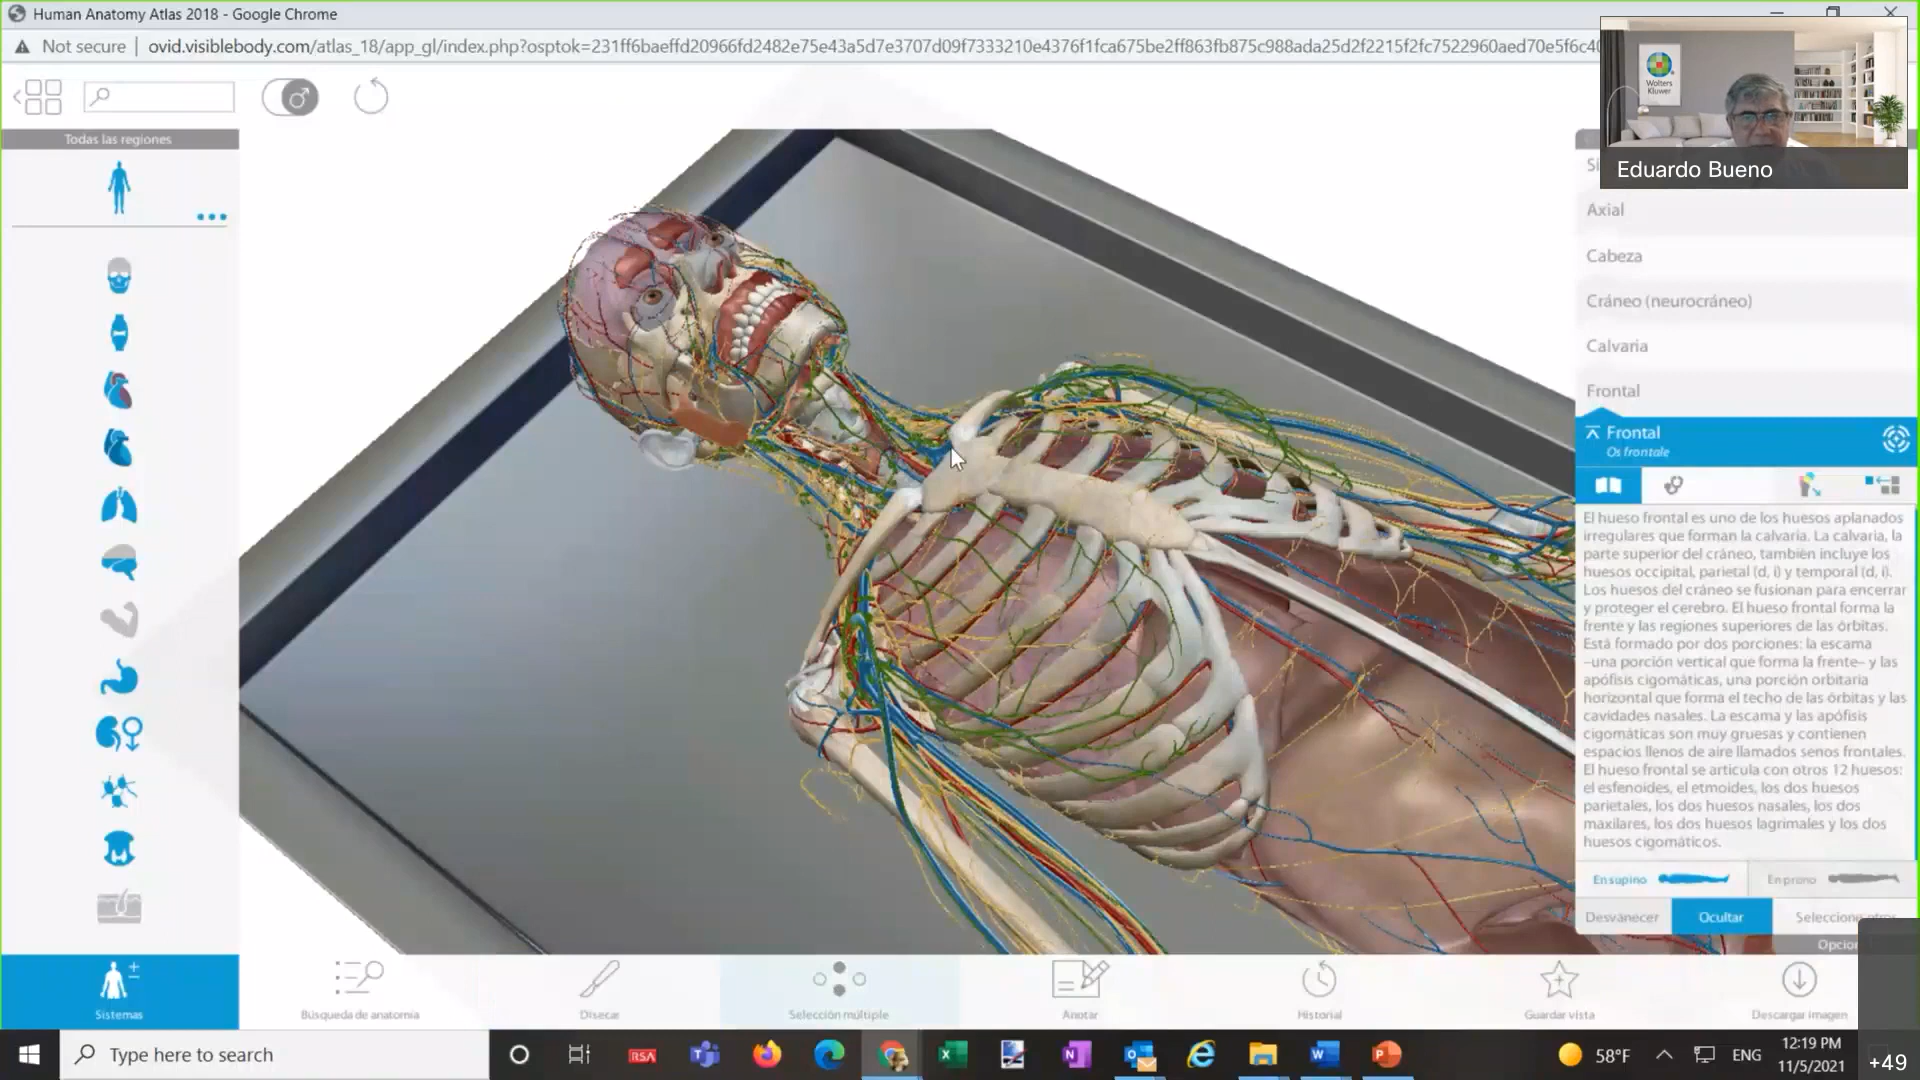 Human Anatomy Atlas 2018 - Google Chrome
Not secure | ovid.visiblebody.com/atlas_18/app_gl/index.php?osptok=231ff6baeffd20966fd2482e75e43a5d7e3707d09f7333210e4376f1fca675be2ff863fb875c988ada25d2f2215f2fc7522960aed70e5f6c40
Wolters
Kluwer
Eduardo Bueno
Todas las regiones
Axial
Cabeza
Cráneo (neurocráneo)
Calvaria
Frontal
Frontal
Os frontale
El hueso frontal es uno de los huesos aplanados
irregulares que forman la calvaria. La calvaria, la
parte superior del cráneo, también incluye los
huesos occipital, parietal (d, i) y temporal (d, i).
Los huesos del cráneo se fusionan para encerrar
y proteger el cerebro. El hueso frontal forma la
frente y las regiones superiores de las órbitas.
Está formado por dos porciones: la escama
–una porción vertical que forma la frente– y las
apófisis cigomáticas, una porción orbitaria
horizontal que forma el techo de las órbitas y las
cavidades nasales. La escama y las apófisis
cigomáticas son muy gruesas y contienen
espacios llenos de aire llamados senos frontales.
El hueso frontal se articula con otros 12 huesos:
el esfenoides, el etmoides, los dos huesos
parietales, los dos huesos nasales, los dos
maxilares, los dos huesos lagrimales y los dos
huesos cigomáticos.
En supino En prono
Desvanecer Ocultar Seleccione otros
Opcion
Sistemas
Búsqueda de anatomía
Disecar
Selección múltiple
Anotar
Historial
Guardar vista
Descargar imagen
Type here to search
RSA
58°F
ENG
12:19 PM
11/5/2021
+49